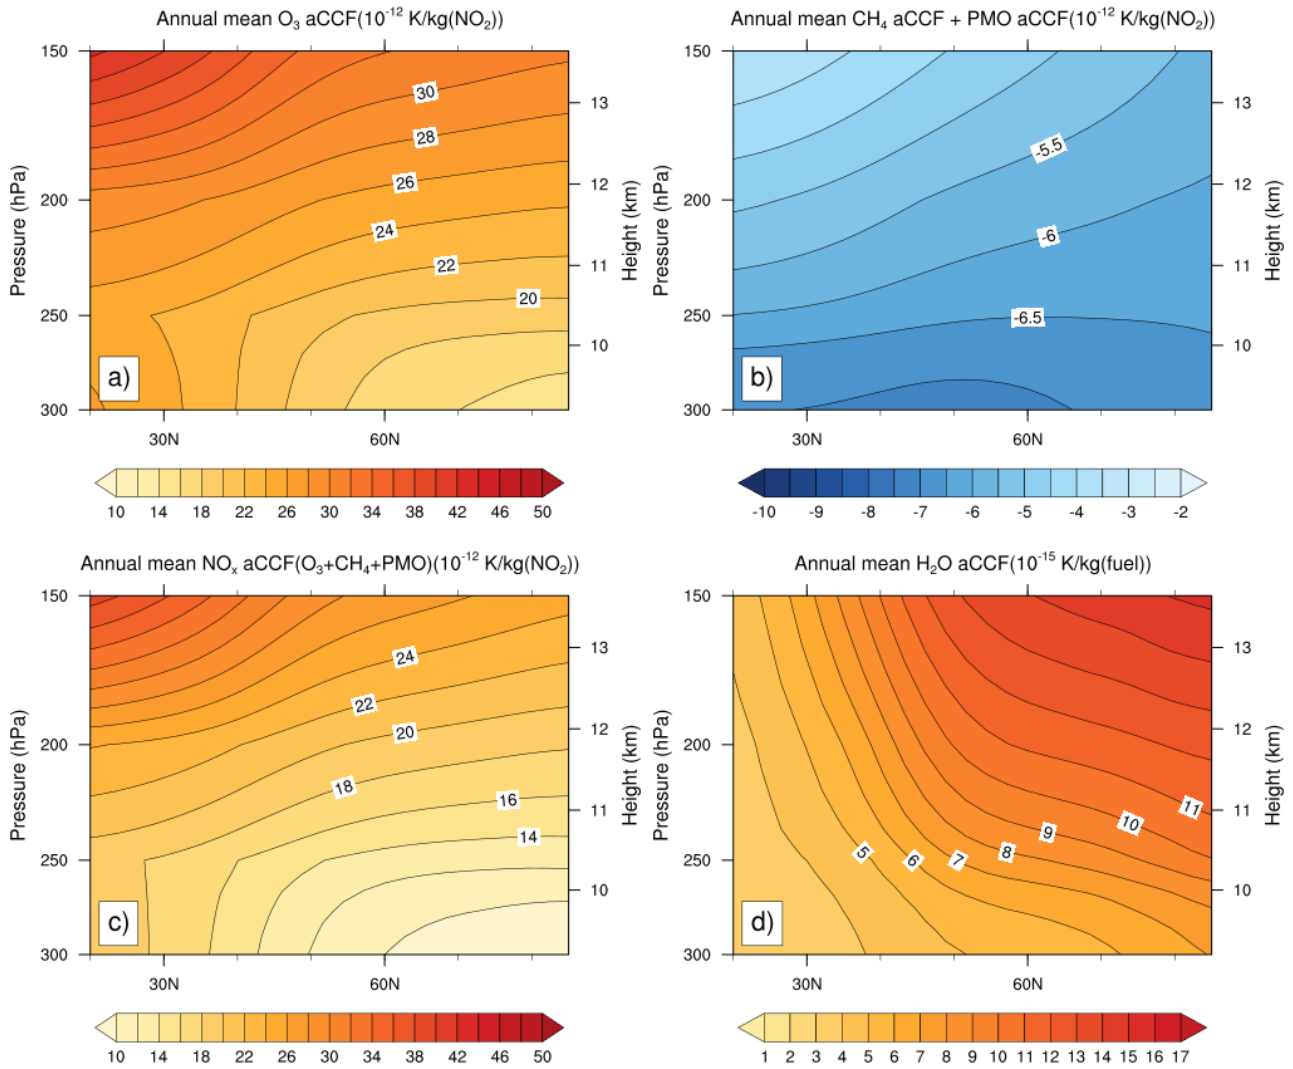 Annual mean O₃ aCCF(10⁻¹² K/kg(NO₂))
150
200
250
300
Pressure (hPa)
30
28
26
24
22
20
13
12
11
10
Height (km)
a)
30N
60N
10 14 18 22 26 30 34 38 42 46 50
Annual mean CH₄ aCCF + PMO aCCF(10⁻¹² K/kg(NO₂))
150
200
250
300
Pressure (hPa)
-5.5
-6
-6.5
13
12
11
10
Height (km)
b)
30N
60N
-10 -9 -8 -7 -6 -5 -4 -3 -2
Annual mean NOₓ aCCF(O₃+CH₄+PMO)(10⁻¹² K/kg(NO₂))
150
200
250
300
Pressure (hPa)
24
22
20
18
16
14
13
12
11
10
Height (km)
c)
30N
60N
10 14 18 22 26 30 34 38 42 46 50
Annual mean H₂O aCCF(10⁻¹⁵ K/kg(fuel))
150
200
250
300
Pressure (hPa)
5
6
7
8
9
10
11
13
12
11
10
Height (km)
d)
30N
60N
1 2 3 4 5 6 7 8 9 10 11 12 13 14 15 16 17